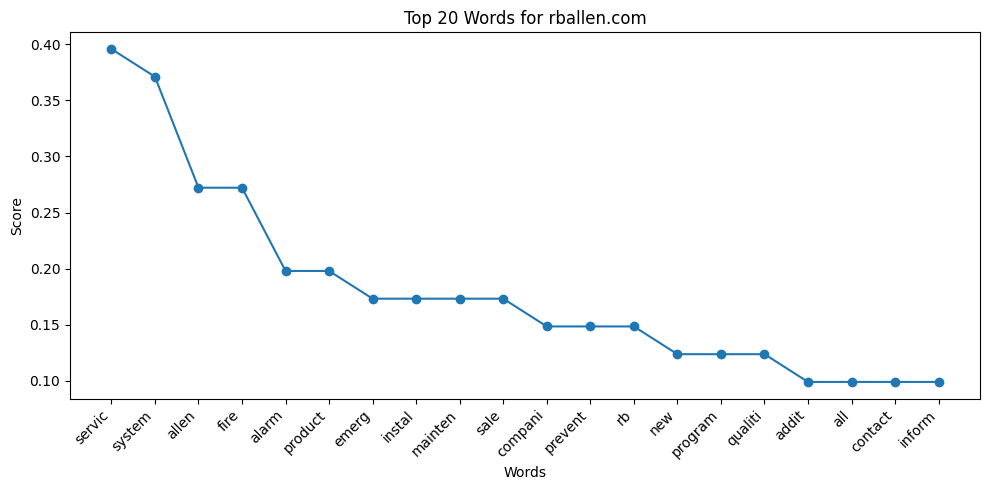 Top 20 Words for rballen.com
Score
0.40
0.35
0.30
0.25
0.20
0.15
0.10
servic
system
allen
fire
alarm
product
emerg
instal
mainten
sale
compani
prevent
rb
new
program
qualiti
addit
all
contact
inform
Words